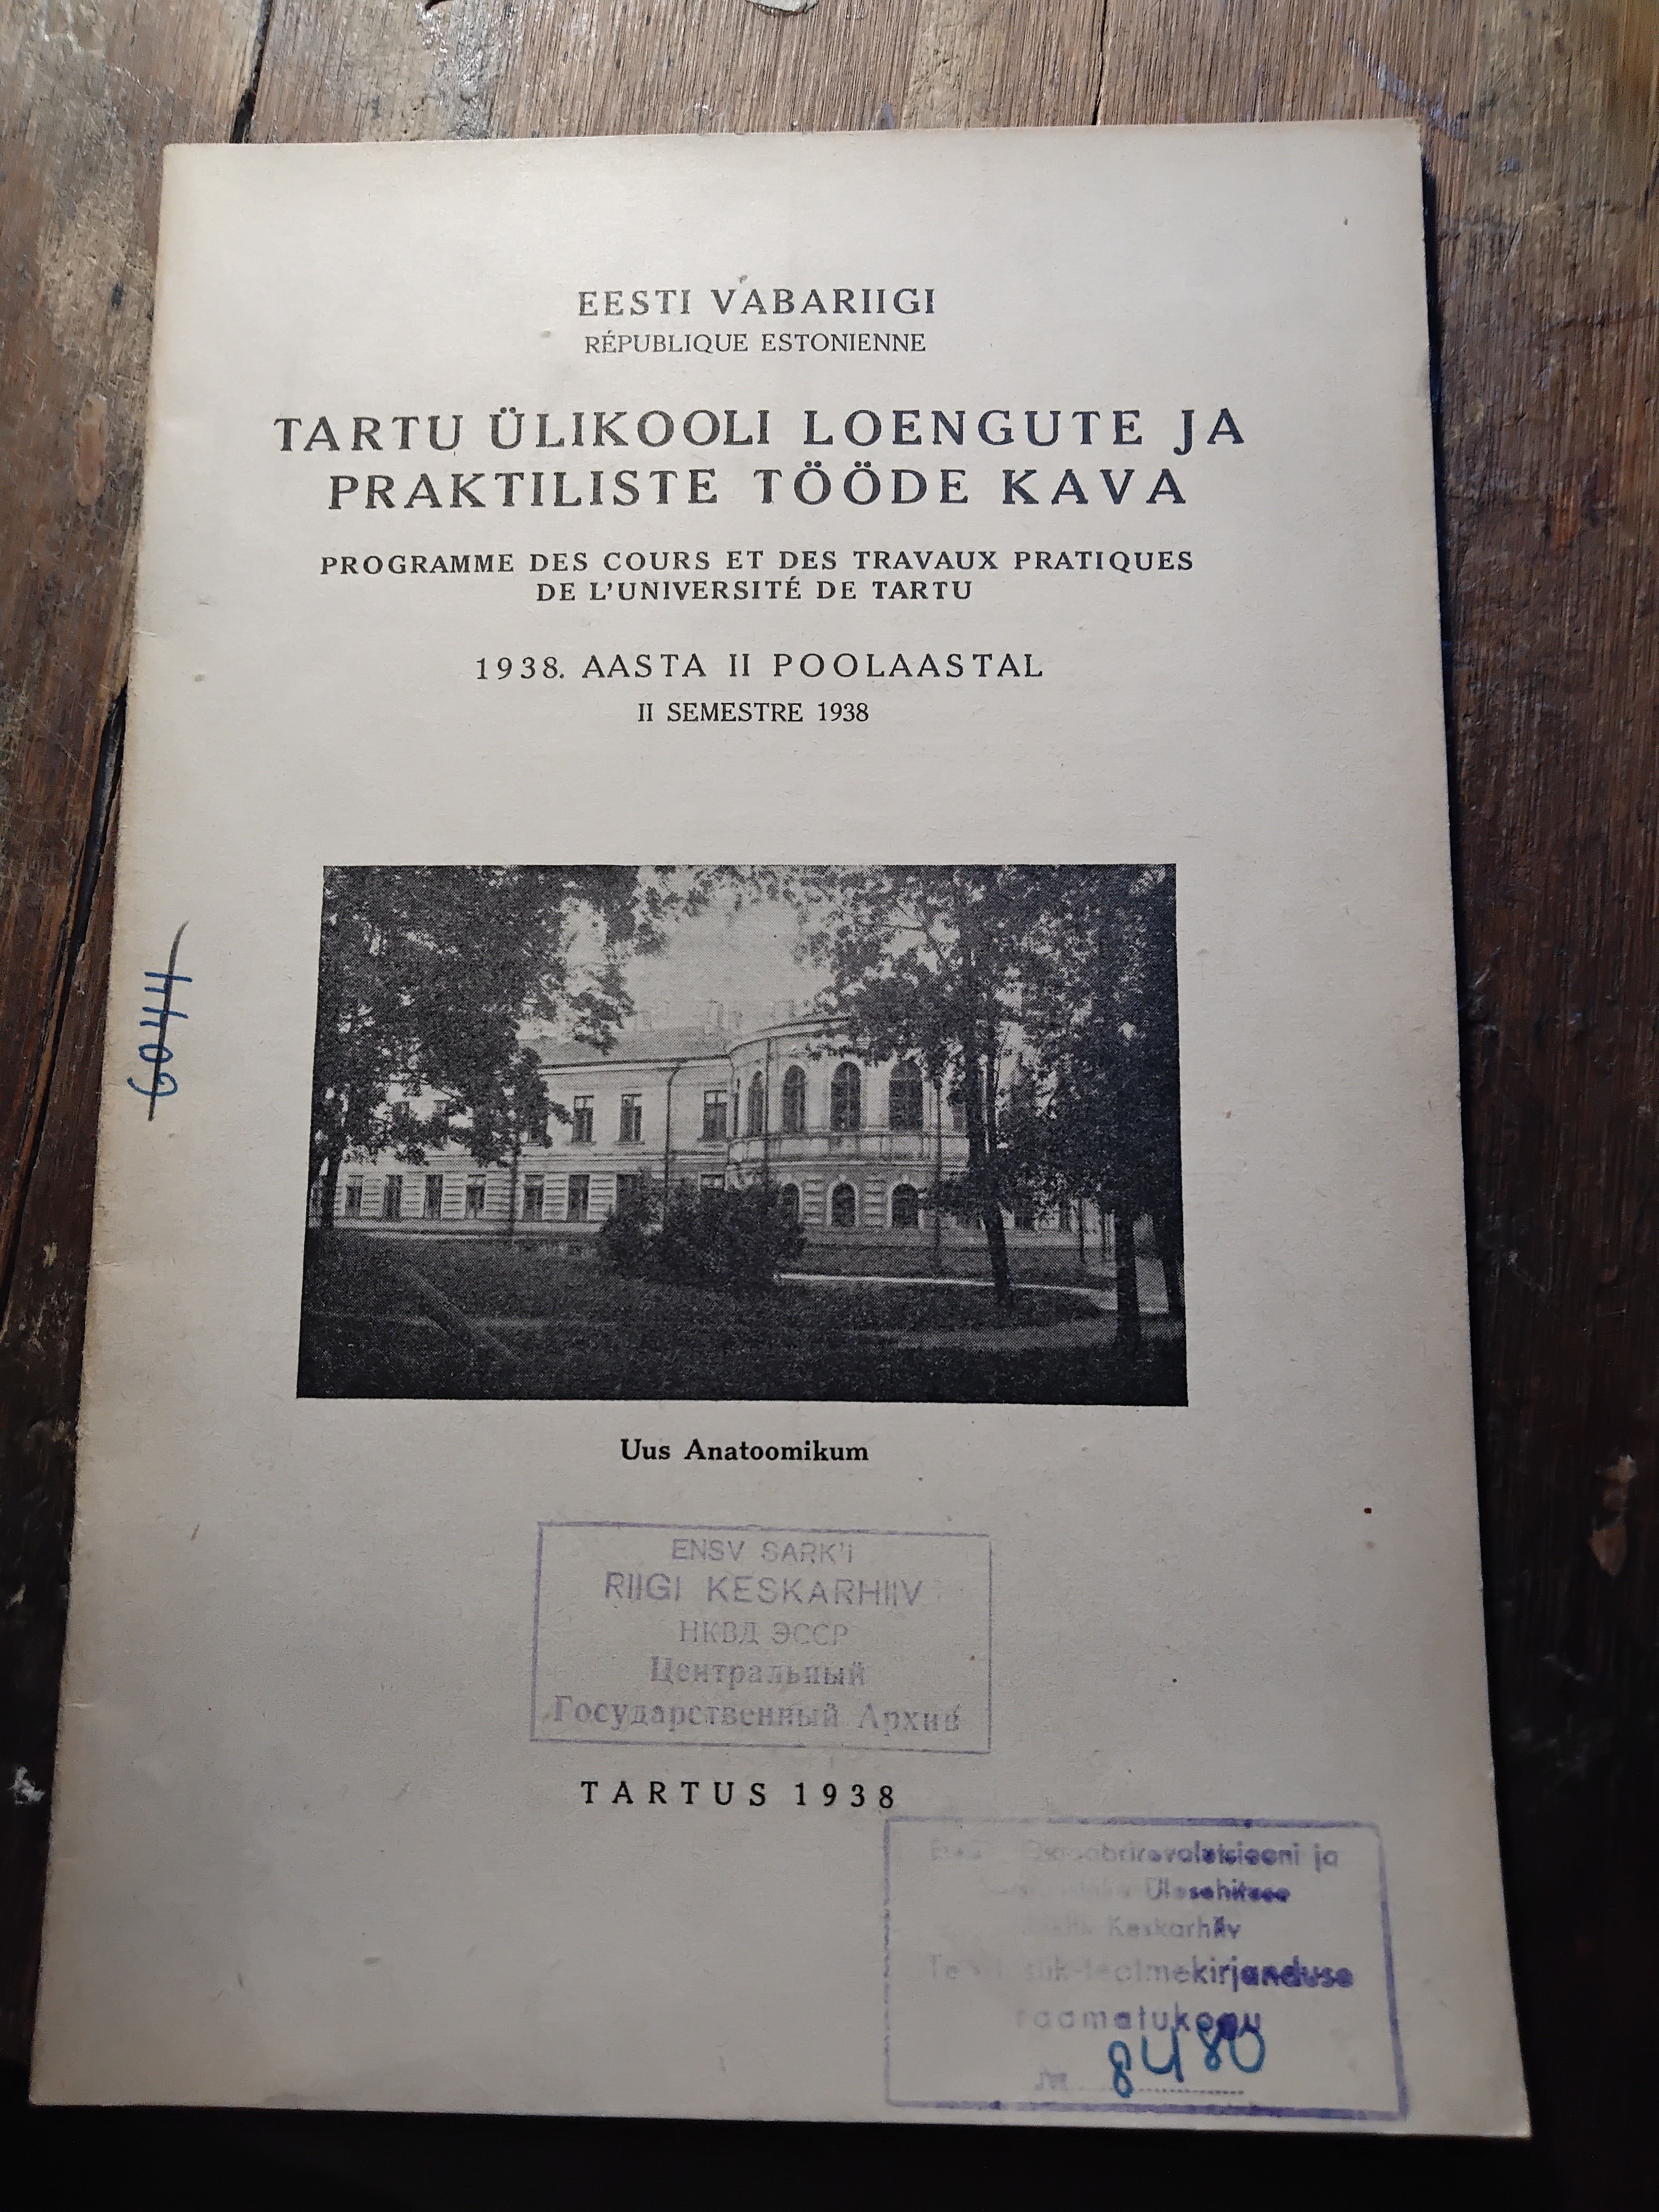 EESTI VABARIIGI
RÉPUBLIQUE ESTONIENNE
TARTU ÜLIKOOLI LOENGUTE JA
PRAKTILISTE TÖÖDE KAVA
PROGRAMME DES COURS ET DES TRAVAUX PRATIQUES
DE L'UNIVERSITÉ DE TARTU
1938. AASTA II POOLAASTAL
II SEMESTRE 1938
6044
Uus Anatoomikum
ENSV SARK'i
RIIGI KESKARHIIV
НКВД ЭССР
Центральный
Государственный Архив
TARTUS 1938
ja
Ülesehituse
Keskarhiiv
raamatukogu
8480